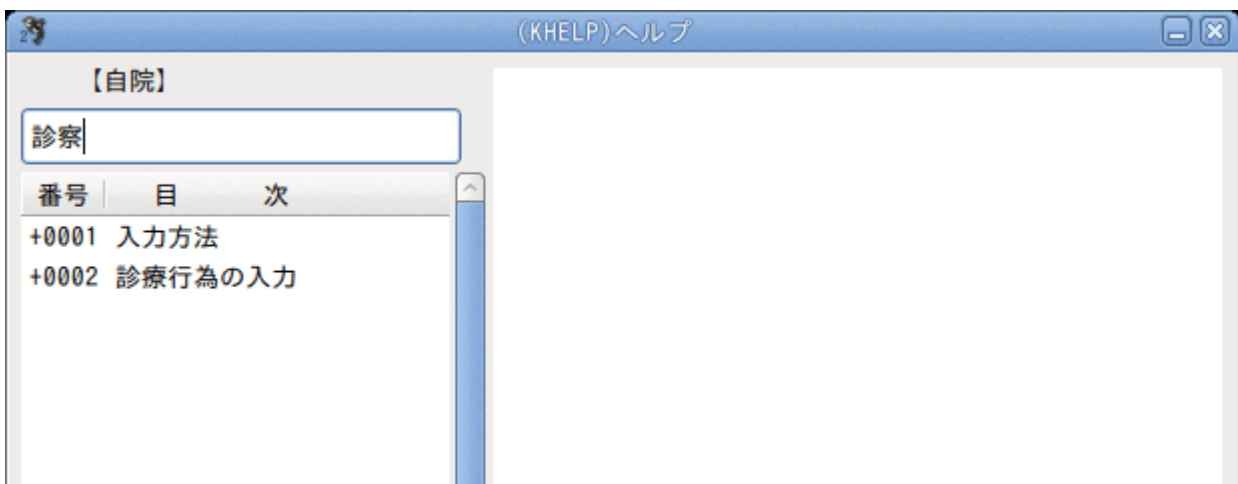 (KHELP)ヘルプ
【自院】
診察
番号 目 次
+0001 入力方法
+0002 診療行為の入力